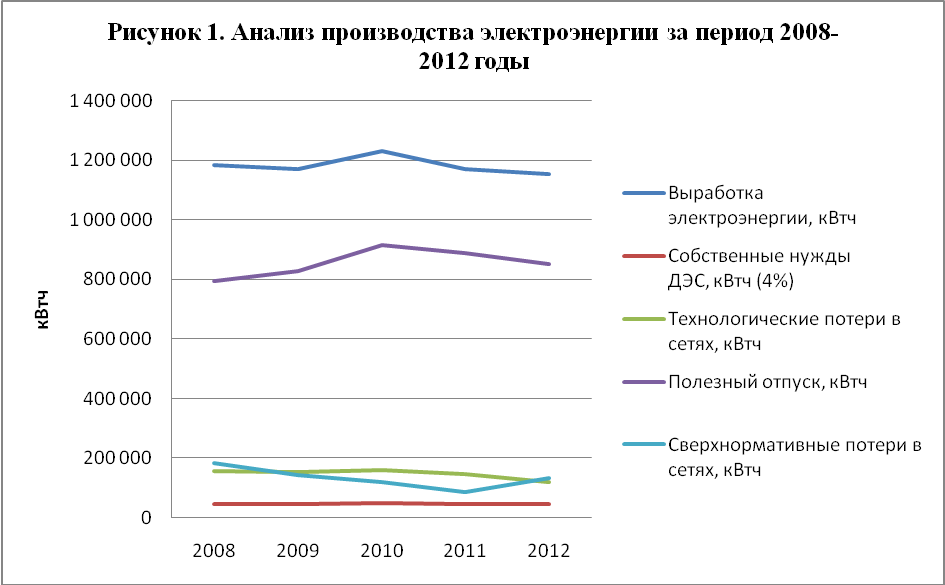 Рисунок 1. Анализ производства электроэнергии за период 2008-
2012 годы
1 400 000
1 200 000
1 000 000
800 000
600 000
400 000
200 000
0
кВтч
2008 2009 2010 2011 2012
Выработка
электроэнергии, кВтч
Собственные нужды
ДЭС, кВтч (4%)
Технологические потери в
сетях, кВтч
Полезный отпуск, кВтч
Сверхнормативные потери в
сетях, кВтч